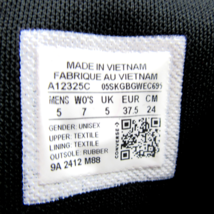 MADE IN VIETNAM
FABRIQUE AU VIETNAM
A12325C 05SKGBGWEC69
MENS WO'S UK EUR CM
5 7 5 37.5 24
GENDER: UNISEX
UPPER: TEXTILE
LINING: TEXTILE
OUTSOLE: RUBBER
9A 2412 M88